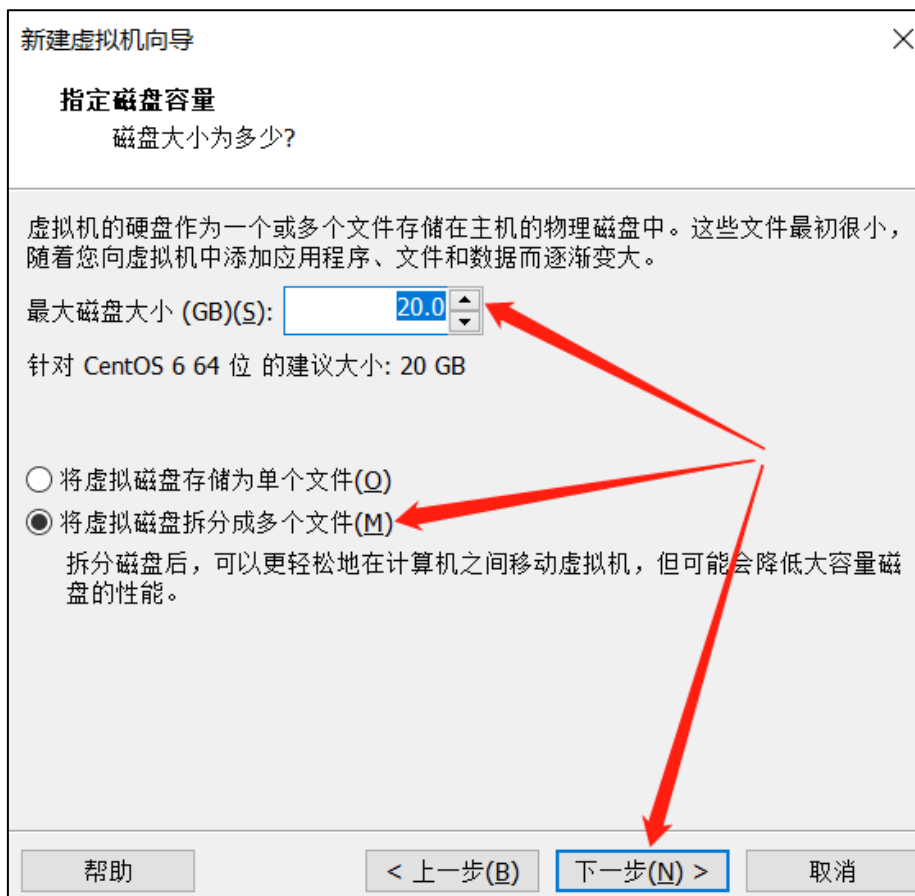 新建虚拟机向导
指定磁盘容量
磁盘大小为多少?
虚拟机的硬盘作为一个或多个文件存储在主机的物理磁盘中。这些文件最初很小，
随着您向虚拟机中添加应用程序、文件和数据而逐渐变大。
最大磁盘大小 (GB)(S): 20.0
针对 CentOS 6 64 位 的建议大小: 20 GB
将虚拟磁盘存储为单个文件(O)
将虚拟磁盘拆分成多个文件(M)
拆分磁盘后，可以更轻松地在计算机之间移动虚拟机，但可能会降低大容量磁
盘的性能。
帮助 < 上一步(B) 下一步(N) > 取消